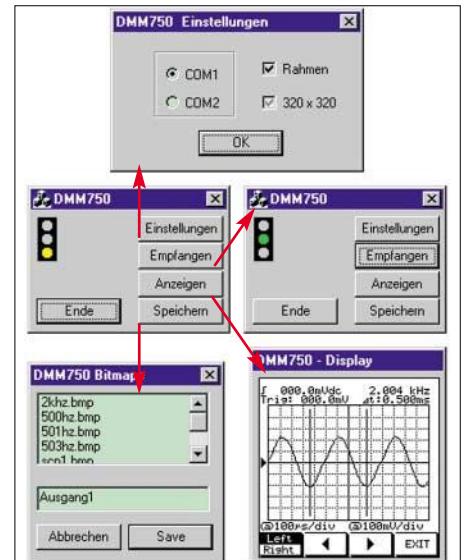 DMM750 Einstellungen
COM1
Rahmen
COM2
320 x 320
OK
DMM750
Einstellungen
Empfangen
Anzeigen
Ende
Speichern
DMM750
Einstellungen
Empfangen
Anzeigen
Ende
Speichern
DMM750 Bitmap
2khz.bmp
500hz.bmp
501hz.bmp
503hz.bmp
scp1.bmp
Ausgang1
Abbrechen
Save
DMM750 - Display
000.0mVdc 2.004 kHz
Trig: 000.0mV ⊿t:0.500ms
100µs/div 100mV/div
Left
Right
EXIT